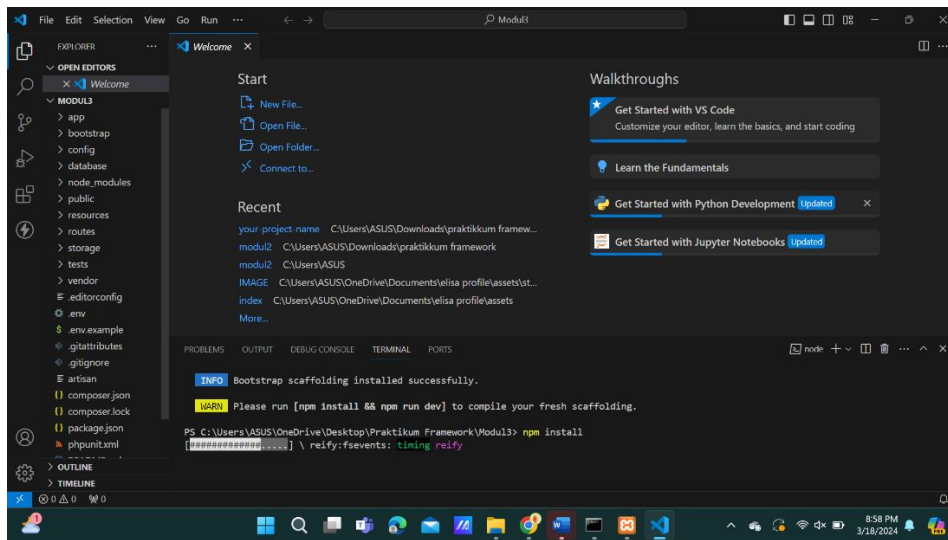 File Edit Selection View Go Run ...
Modul3
EXPLORER
OPEN EDITORS
Welcome
MODUL3
app
bootstrap
config
database
node_modules
public
resources
routes
storage
tests
vendor
.editorconfig
.env
.env.example
.gitattributes
.gitignore
artisan
composer.json
composer.lock
package.json
phpunit.xml
OUTLINE
TIMELINE
Welcome
Start
New File...
Open File...
Open Folder...
Connect to...
Recent
your-project-name C:\Users\ASUS\Downloads\praktikkum framew...
modul2 C:\Users\ASUS\Downloads\praktikkum framework
modul2 C:\Users\ASUS
IMAGE C:\Users\ASUS\OneDrive\Documents\elisa profile\assets\st...
index C:\Users\ASUS\OneDrive\Documents\elisa profile\assets
More...
Walkthroughs
Get Started with VS Code
Customize your editor, learn the basics, and start coding
Learn the Fundamentals
Get Started with Python Development Updated
Get Started with Jupyter Notebooks Updated
PROBLEMS OUTPUT DEBUG CONSOLE TERMINAL PORTS
node
INFO Bootstrap scaffolding installed successfully.
WARN Please run [npm install && npm run dev] to compile your fresh scaffolding.
PS C:\Users\ASUS\OneDrive\Desktop\Praktikum Framework\Modul3> npm install
[#############.....] \ reify:fsevents: timing reify
0 0 0
8:58 PM
3/18/2024